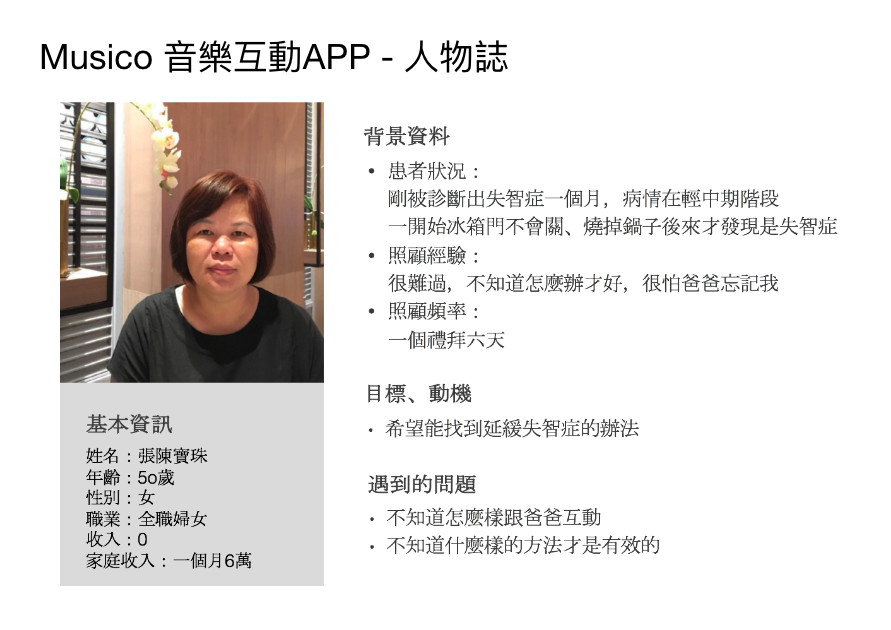 Musico 音樂互動APP - 人物誌
背景資料
• 患者狀況：
剛被診斷出失智症一個月，病情在輕中期階段
一開始冰箱門不會關、燒掉鍋子後來才發現是失智症
• 照顧經驗：
很難過，不知道怎麼辦才好，很怕爸爸忘記我
• 照顧頻率：
一個禮拜六天
目標、動機
• 希望能找到延緩失智症的辦法
遇到的問題
• 不知道怎麼樣跟爸爸互動
• 不知道什麼樣的方法才是有效的
基本資訊
姓名：張陳寶珠
年齡：5o歲
性別：女
職業：全職婦女
收入：0
家庭收入：一個月6萬